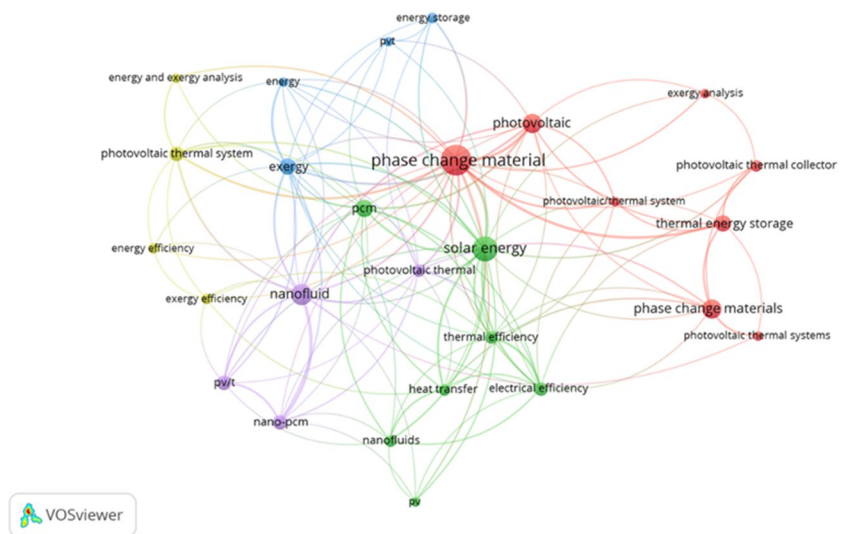 energy storage
pvt
energy and exergy analysis
energy
exergy analysis
photovoltaic
photovoltaic thermal system
phase change material
exergy
photovoltaic thermal collector
photovoltaic/thermal system
pcm
thermal energy storage
energy efficiency
solar energy
photovoltaic thermal
nanofluid
exergy efficiency
phase change materials
thermal efficiency
photovoltaic thermal systems
pv/t
heat transfer
electrical efficiency
nano-pcm
nanofluids
pv
VOSviewer